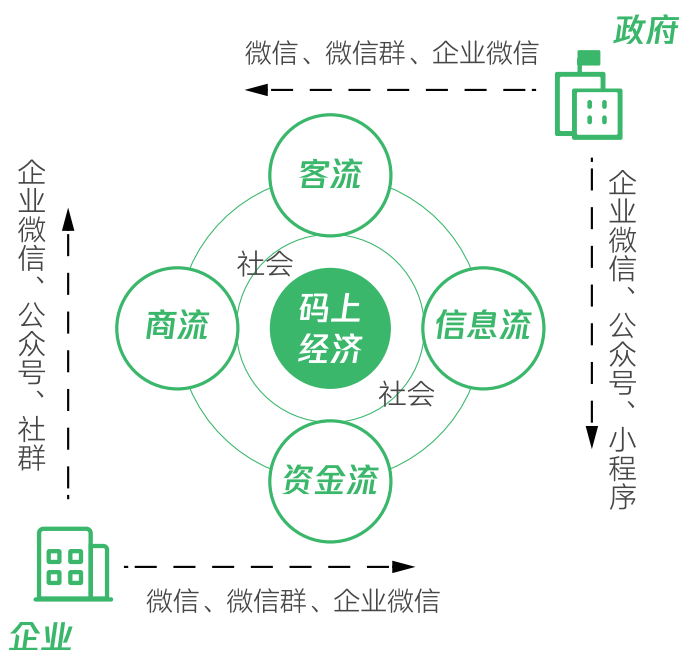 政府
微信、微信群、企业微信
客流
企业微信、公众号、社群
企业微信、公众号、小程序
社会
商流
码上
经济
信息流
社会
资金流
微信、微信群、企业微信
企业